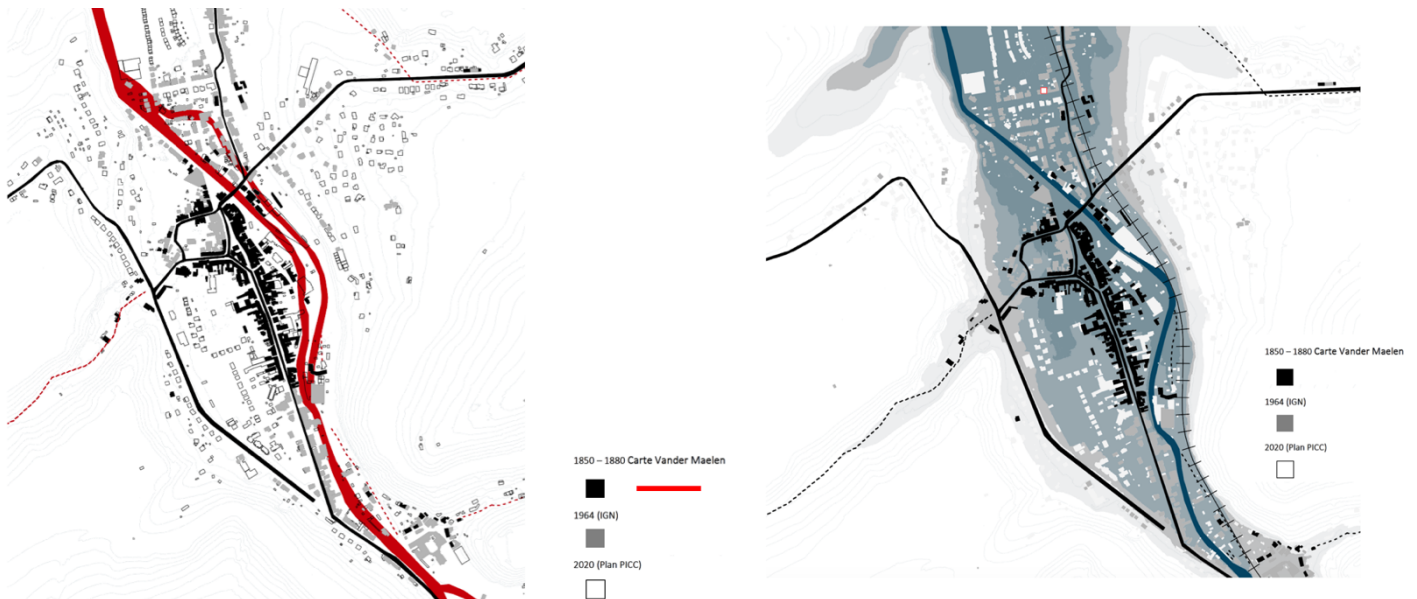 1850 – 1880 Carte Vander Maelen
1964 (IGN)
2020 (Plan PICC)
1850 – 1880 Carte Vander Maelen
1964 (IGN)
2020 (Plan PICC)